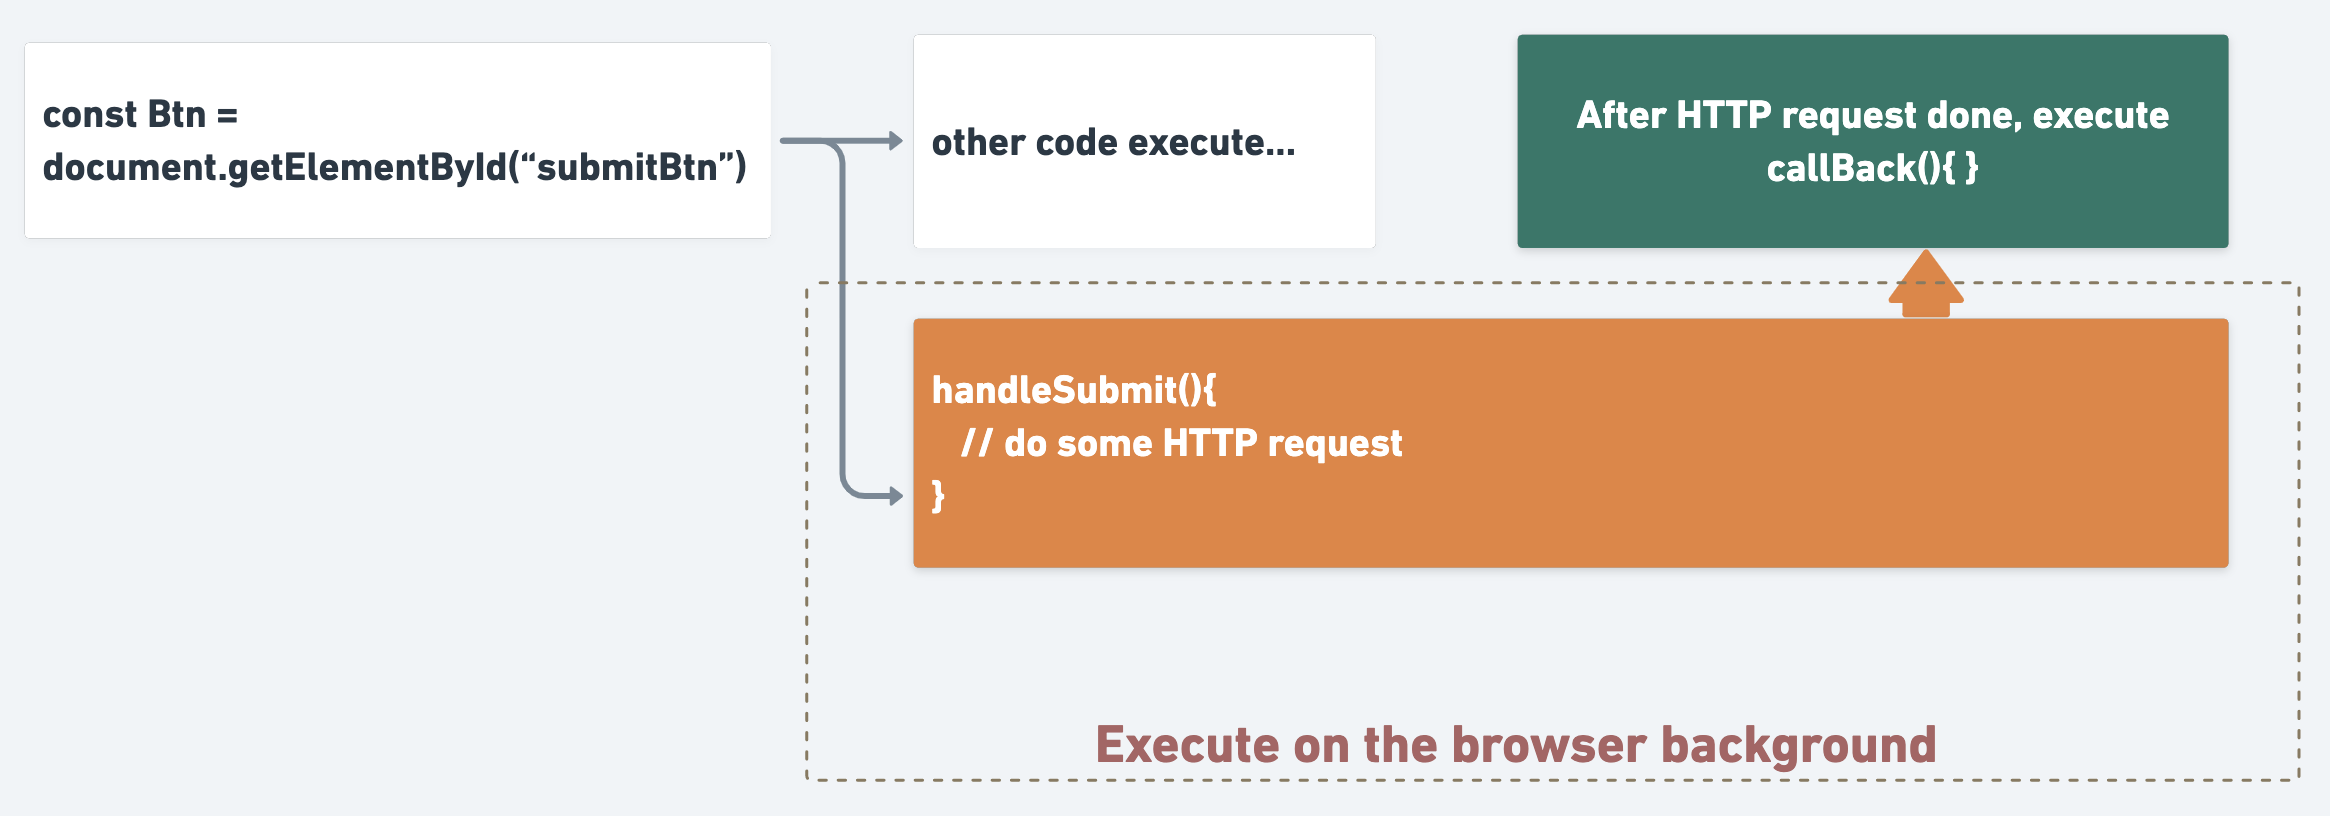 const Btn =
document.getElementById(“submitBtn”)
other code execute...
After HTTP request done, execute
callBack(){ }
handleSubmit(){
// do some HTTP request
}
Execute on the browser background